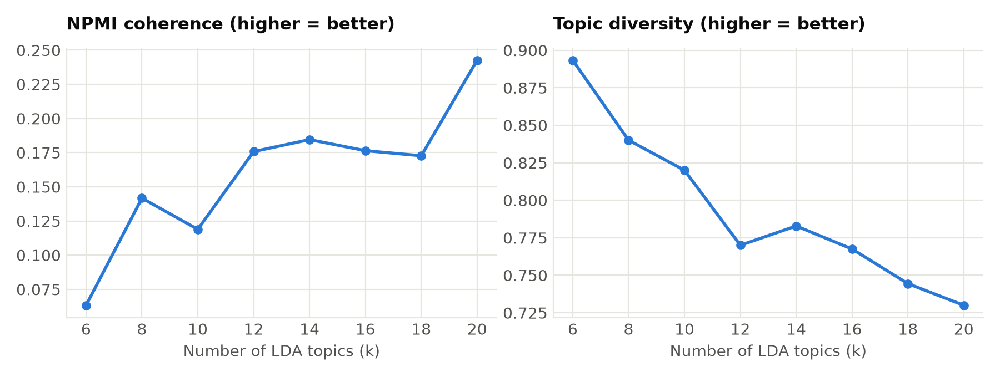 NPMI coherence (higher = better)
0.250
0.225
0.200
0.175
0.150
0.125
0.100
0.075
6 8 10 12 14 16 18 20
Number of LDA topics (k)
Topic diversity (higher = better)
0.900
0.875
0.850
0.825
0.800
0.775
0.750
0.725
6 8 10 12 14 16 18 20
Number of LDA topics (k)